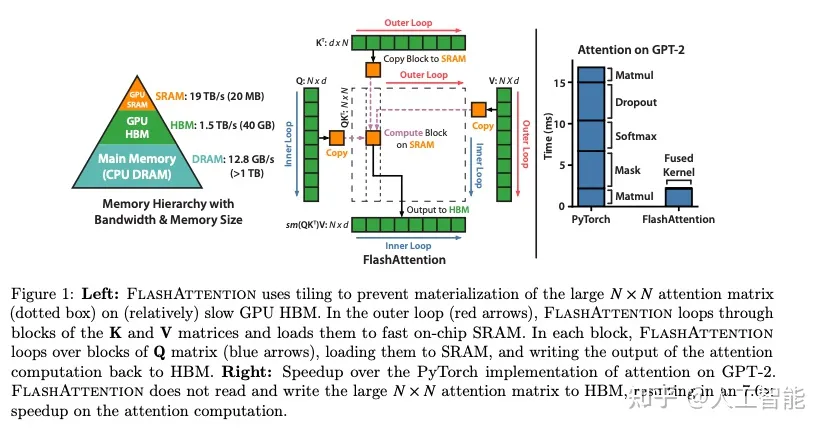 GPU
SRAM
GPU
HBM
Main Memory
(CPU DRAM)
SRAM: 19 TB/s (20 MB)
HBM: 1.5 TB/s (40 GB)
DRAM: 12.8 GB/s
(>1 TB)
Memory Hierarchy with
Bandwidth & Memory Size
Outer Loop
Kᵀ: d x N
Copy Block to SRAM
Outer Loop
Q: N x d
V: N X d
QKᵀ: N x N
Copy
Compute Block
on SRAM
Copy
Inner Loop
Inner Loop
Outer Loop
Output to HBM
sm(QKᵀ)V: N x d
Inner Loop
FlashAttention
Attention on GPT-2
Time (ms)
15
10
5
0
Matmul
Dropout
Softmax
Mask
Matmul
Fused
Kernel
PyTorch
FlashAttention
Figure 1: Left: FLASHATTENTION uses tiling to prevent materialization of the large N × N attention matrix
(dotted box) on (relatively) slow GPU HBM. In the outer loop (red arrows), FLASHATTENTION loops through
blocks of the K and V matrices and loads them to fast on-chip SRAM. In each block, FLASHATTENTION
loops over blocks of Q matrix (blue arrows), loading them to SRAM, and writing the output of the attention
computation back to HBM. Right: Speedup over the PyTorch implementation of attention on GPT-2.
FLASHATTENTION does not read and write the large N × N attention matrix to HBM, resulting in an 7.6×
speedup on the attention computation.
知乎 @人工智能